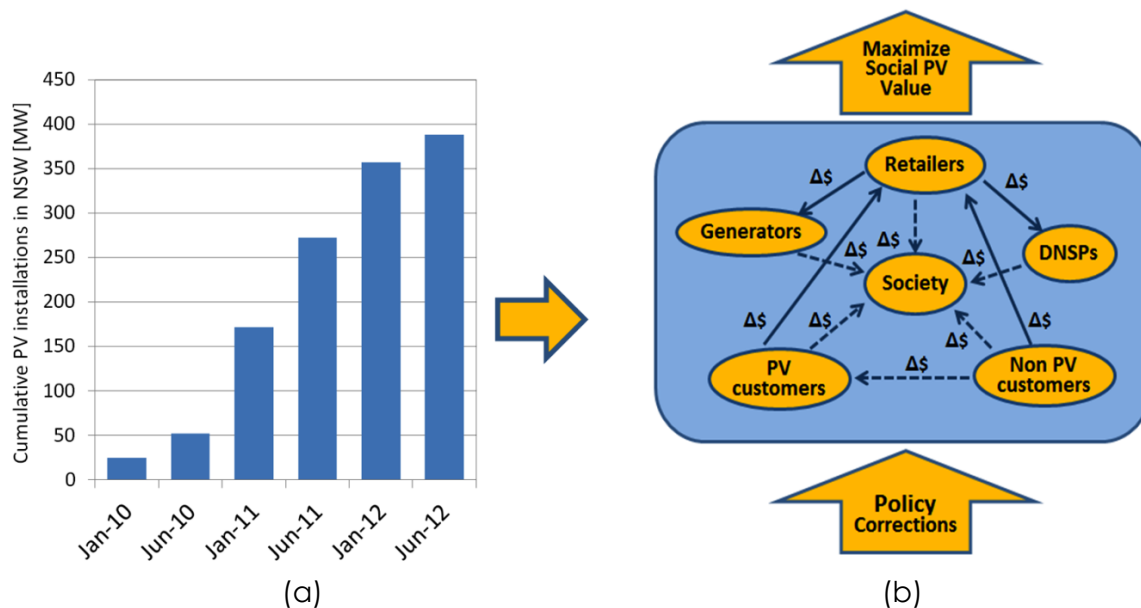 Cumulative PV installations in NSW [MW]
450
400
350
300
250
200
150
100
50
0
Jan-10
Jun-10
Jan-11
Jun-11
Jan-12
Jun-12
(a)
Maximize
Social PV
Value
Retailers
Δ$
Δ$
Generators
Δ$
Δ$
Δ$
DNSPs
Society
Δ$
Δ$
Δ$
Δ$
PV
customers
Δ$
Non PV
customers
Policy
Corrections
(b)